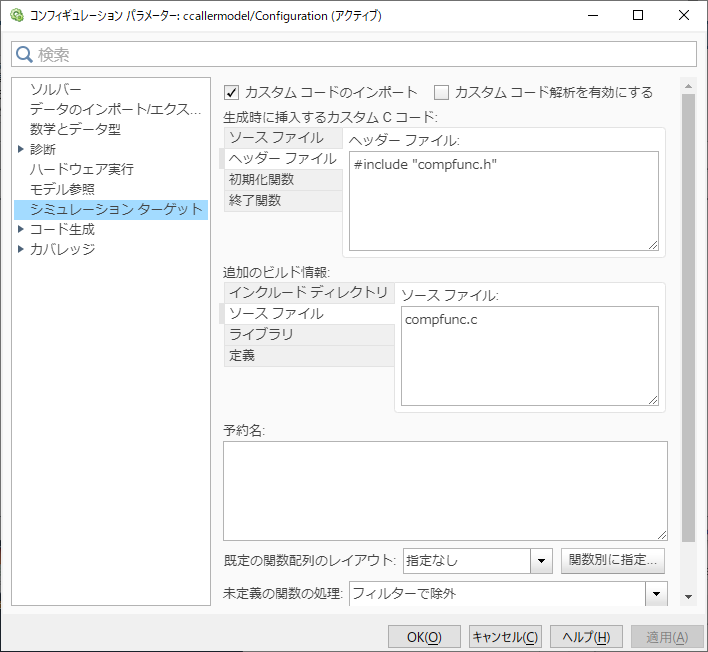 コンフィギュレーション パラメーター: ccallermodel/Configuration (アクティブ)
検索
ソルバー
データのインポート/エクス...
数学とデータ型
診断
ハードウェア実行
モデル参照
シミュレーション ターゲット
コード生成
カバレッジ
カスタム コードのインポート
カスタム コード解析を有効にする
生成時に挿入するカスタム C コード:
ソース ファイル
ヘッダー ファイル
初期化関数
終了関数
ヘッダー ファイル:
#include "compfunc.h"
追加のビルド情報:
インクルード ディレクトリ
ソース ファイル
ライブラリ
定義
ソース ファイル:
compfunc.c
予約名:
既定の関数配列のレイアウト: 指定なし
関数別に指定...
未定義の関数の処理: フィルターで除外
OK(O)
キャンセル(C)
ヘルプ(H)
適用(A)